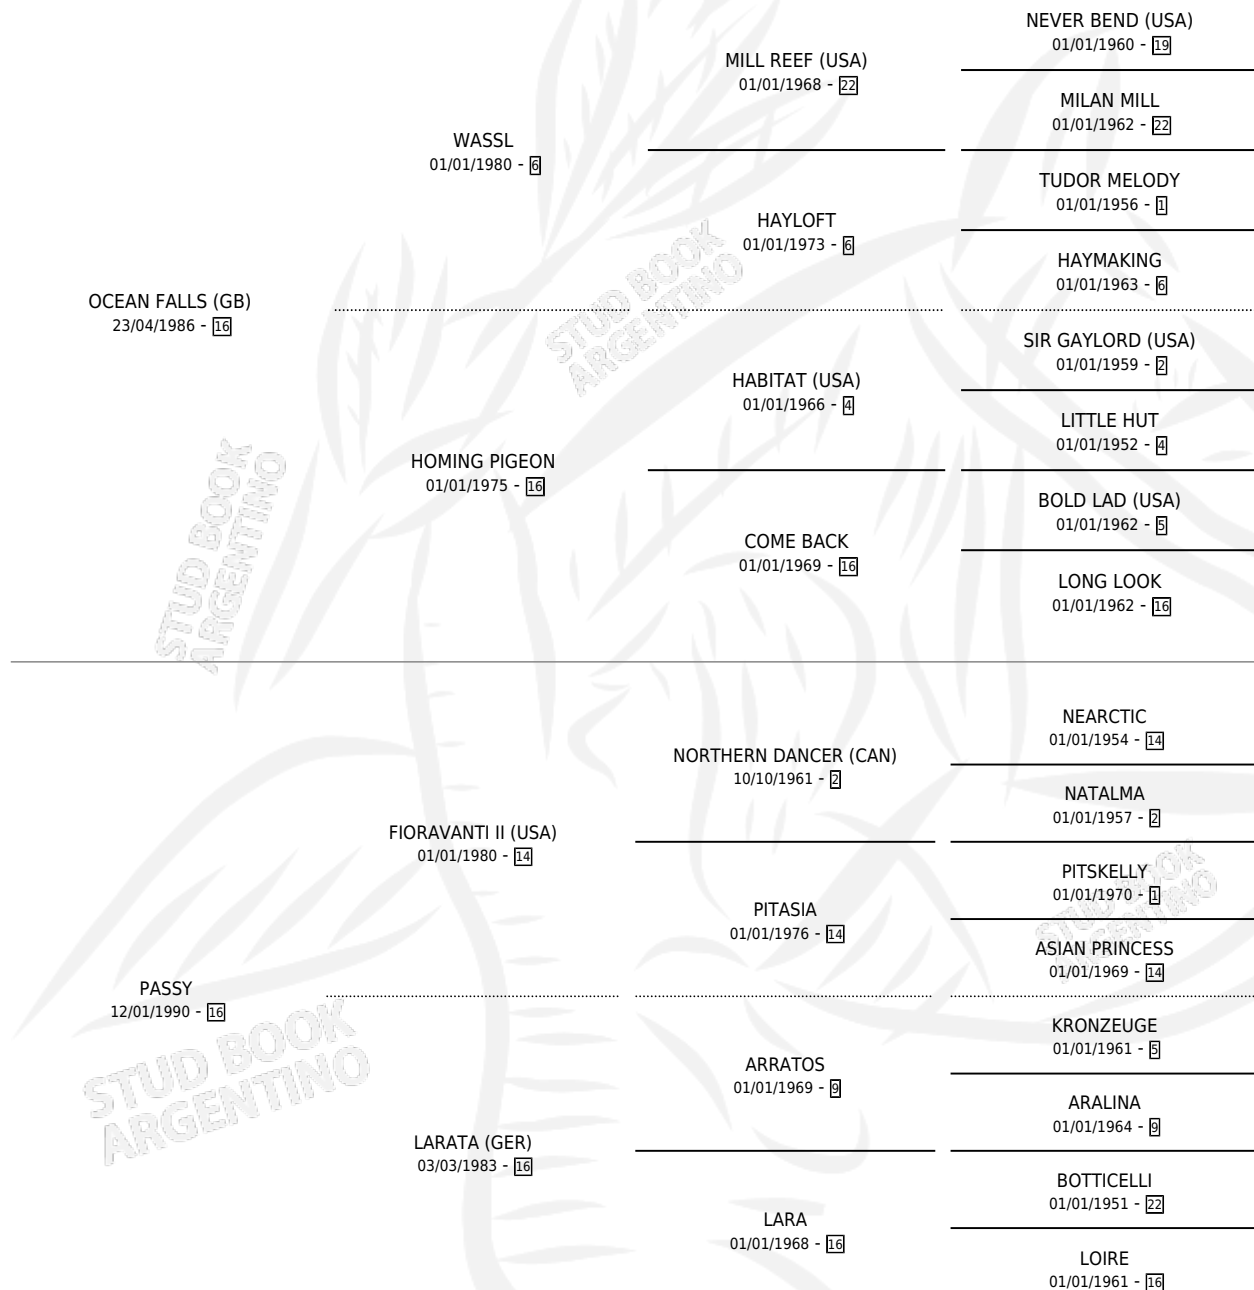 NEVER BEND (USA)
01/01/1960 - 19
MILL REEF (USA)
01/01/1968 - 22
MILAN MILL
01/01/1962 - 22
WASSL
01/01/1980 - 6
TUDOR MELODY
01/01/1956 - 1
HAYLOFT
01/01/1973 - 6
HAYMAKING
01/01/1963 - 6
OCEAN FALLS (GB)
23/04/1986 - 16
STUD BOOK
ARGENTINO
SIR GAYLORD (USA)
01/01/1959 - 2
HABITAT (USA)
01/01/1966 - 4
LITTLE HUT
01/01/1952 - 4
HOMING PIGEON
01/01/1975 - 16
BOLD LAD (USA)
01/01/1962 - 5
COME BACK
01/01/1969 - 16
LONG LOOK
01/01/1962 - 16
STUD BOOK
ARGENTINO
NEARCTIC
01/01/1954 - 14
NORTHERN DANCER (CAN)
10/10/1961 - 2
NATALMA
01/01/1957 - 2
FIORAVANTI II (USA)
01/01/1980 - 14
PITSKELLY
01/01/1970 - 1
PITASIA
01/01/1976 - 14
STUD BOOK
ARGENTINO
ASIAN PRINCESS
01/01/1969 - 14
PASSY
12/01/1990 - 16
KRONZEUGE
01/01/1961 - 5
STUD BOOK
ARGENTINO
ARRATOS
01/01/1969 - 9
ARALINA
01/01/1964 - 9
LARATA (GER)
03/03/1983 - 16
BOTTICELLI
01/01/1951 - 22
LARA
01/01/1968 - 16
LOIRE
01/01/1961 - 16